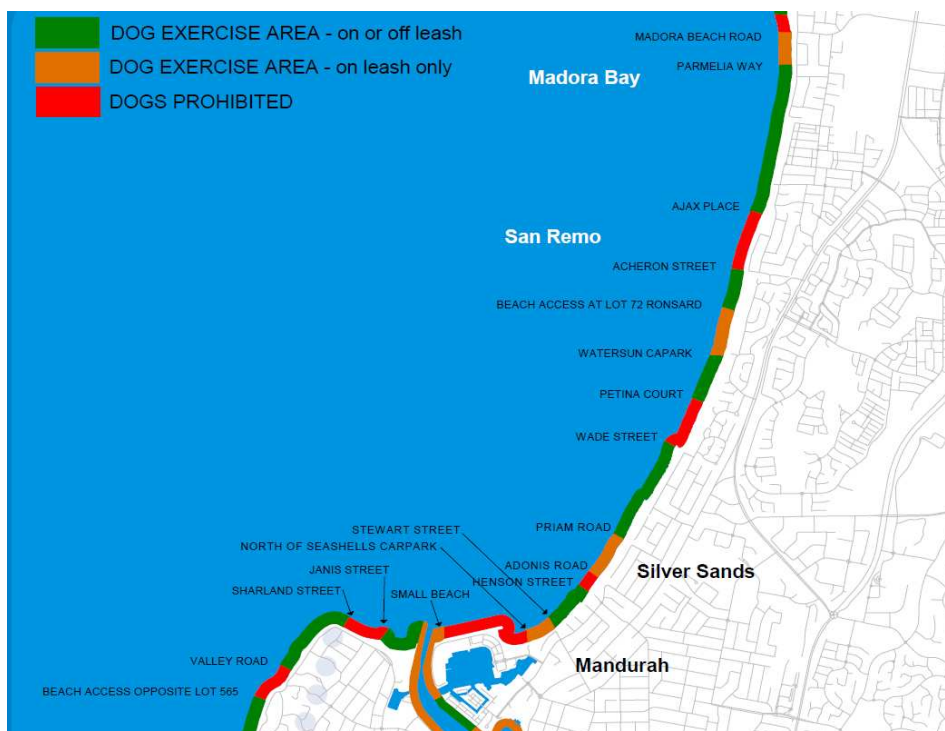 DOG EXERCISE AREA - on or off leash
DOG EXERCISE AREA - on leash only
DOGS PROHIBITED
MADORA BEACH ROAD
PARMELIA WAY
Madora Bay
AJAX PLACE
San Remo
ACHERON STREET
BEACH ACCESS AT LOT 72 RONSARD
WATERSUN CAPARK
PETINA COURT
WADE STREET
STEWART STREET
PRIAM ROAD
NORTH OF SEASHELLS CARPARK
ADONIS ROAD
JANIS STREET
HENSON STREET
Silver Sands
SHARLAND STREET
SMALL BEACH
VALLEY ROAD
Mandurah
BEACH ACCESS OPPOSITE LOT 565